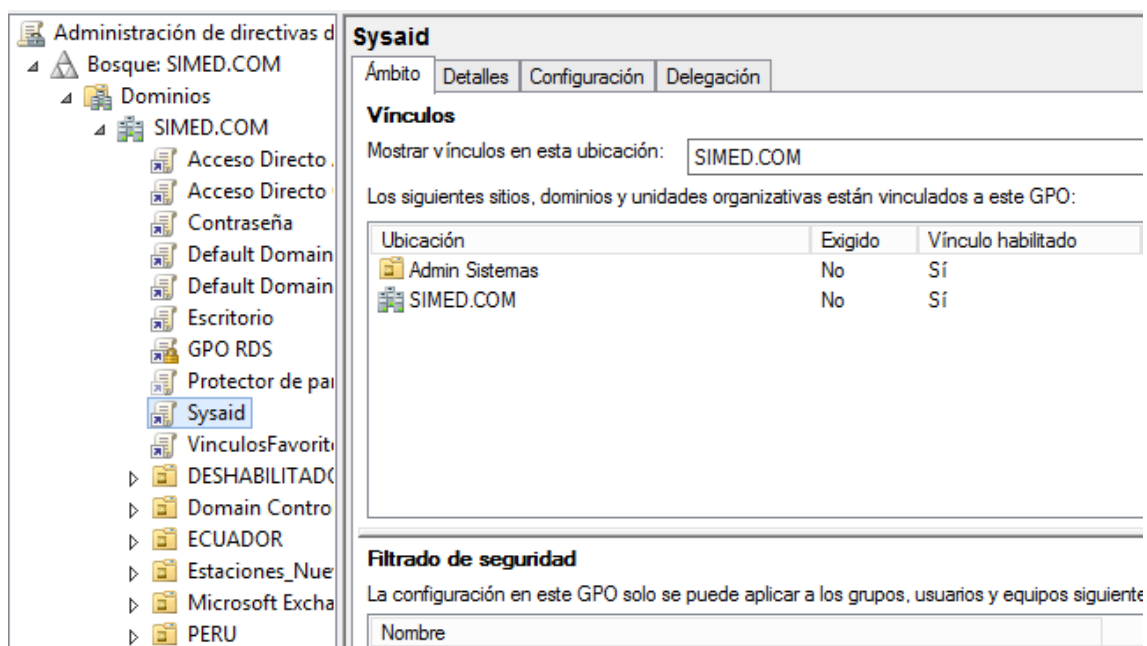 Administración de directivas d
Bosque: SIMED.COM
Dominios
SIMED.COM
Acceso Directo
Acceso Directo
Contraseña
Default Domain
Default Domain
Escritorio
GPO RDS
Protector de pa
Sysaid
VinculosFavorit
DESHABILITADO
Domain Contro
ECUADOR
Estaciones_Nue
Microsoft Excha
PERU
Sysaid
Ámbito Detalles Configuración Delegación
Vínculos
Mostrar vínculos en esta ubicación: SIMED.COM
Los siguientes sitios, dominios y unidades organizativas están vinculados a este GPO:
Ubicación Exigido Vínculo habilitado
Admin Sistemas No Sí
SIMED.COM No Sí
Filtrado de seguridad
La configuración en este GPO solo se puede aplicar a los grupos, usuarios y equipos siguiente
Nombre